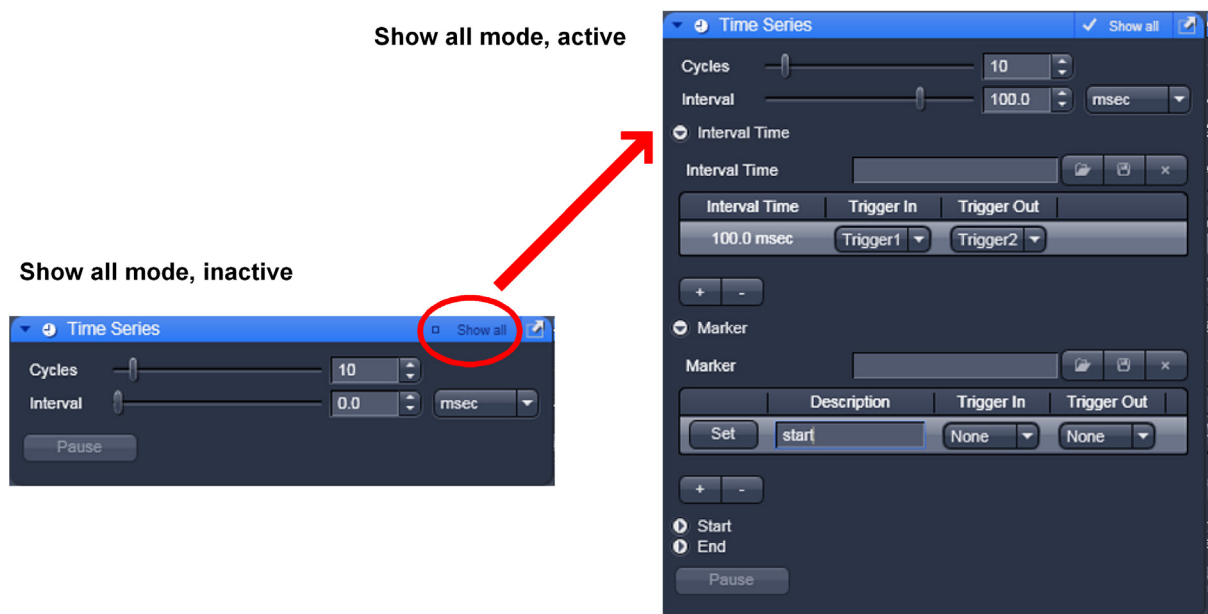 Show all mode, active
Show all mode, inactive
Time Series Show all
Cycles 10
Interval 0.0 msec
Pause
Time Series Show all
Cycles 10
Interval 100.0 msec
Interval Time
Interval Time
Interval Time Trigger In Trigger Out
100.0 msec Trigger1 Trigger2
+ -
Marker
Marker
Description Trigger In Trigger Out
Set start None None
+ -
Start
End
Pause